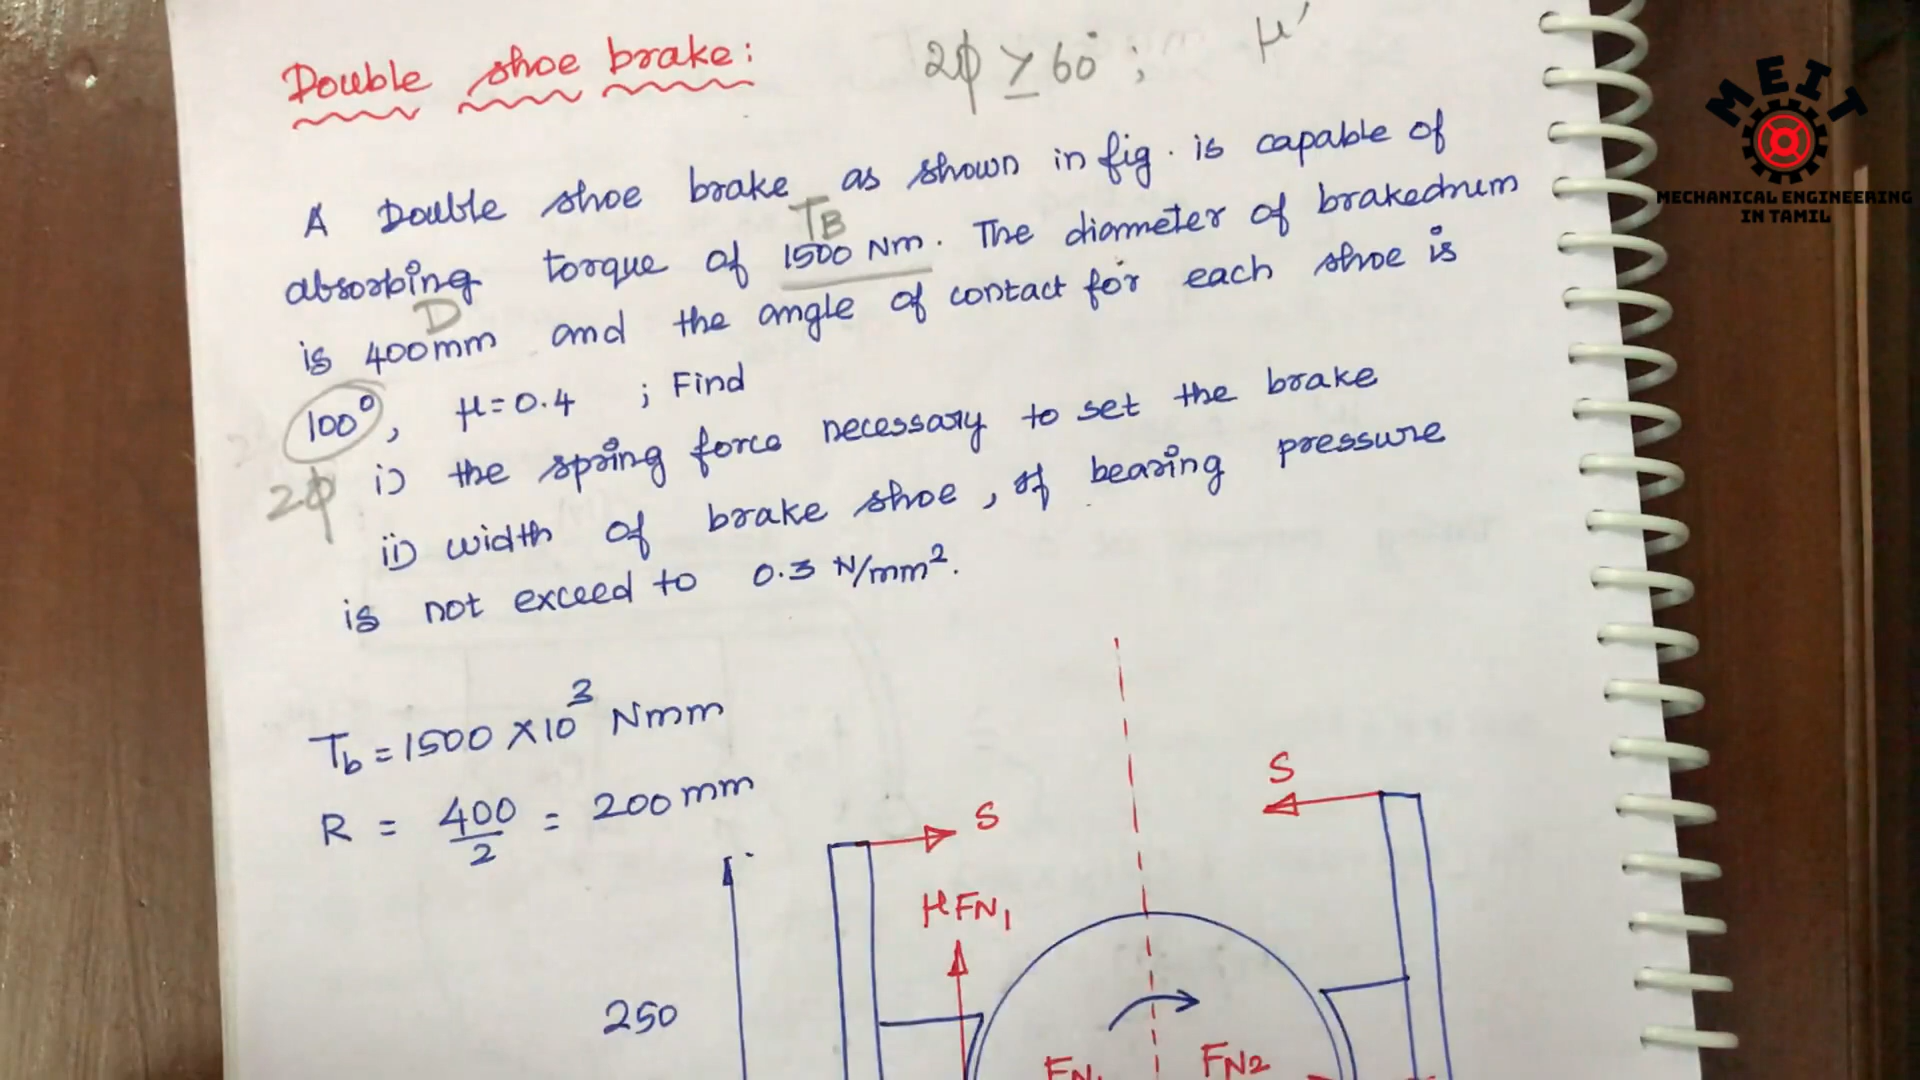 Double shoe brake:
2ϕ ≥ 60°; μ'
A Double shoe brake as shown in fig. is capable of
TB
absorbing torque of 1500 Nm. The diameter of brakedrum
D
is 400mm and the angle of contact for each shoe is
100°, μ=0.4 ; Find
2ϕ
i) the spring force necessary to set the brake
ii) width of brake shoe, if bearing pressure
is not exceed to 0.3 N/mm².
Tb = 1500 ×10³ Nmm
R = 400/2 = 200 mm
S
S
μFN1
250
FN1
FN2
MEIT
MECHANICAL ENGINEERING
IN TAMIL